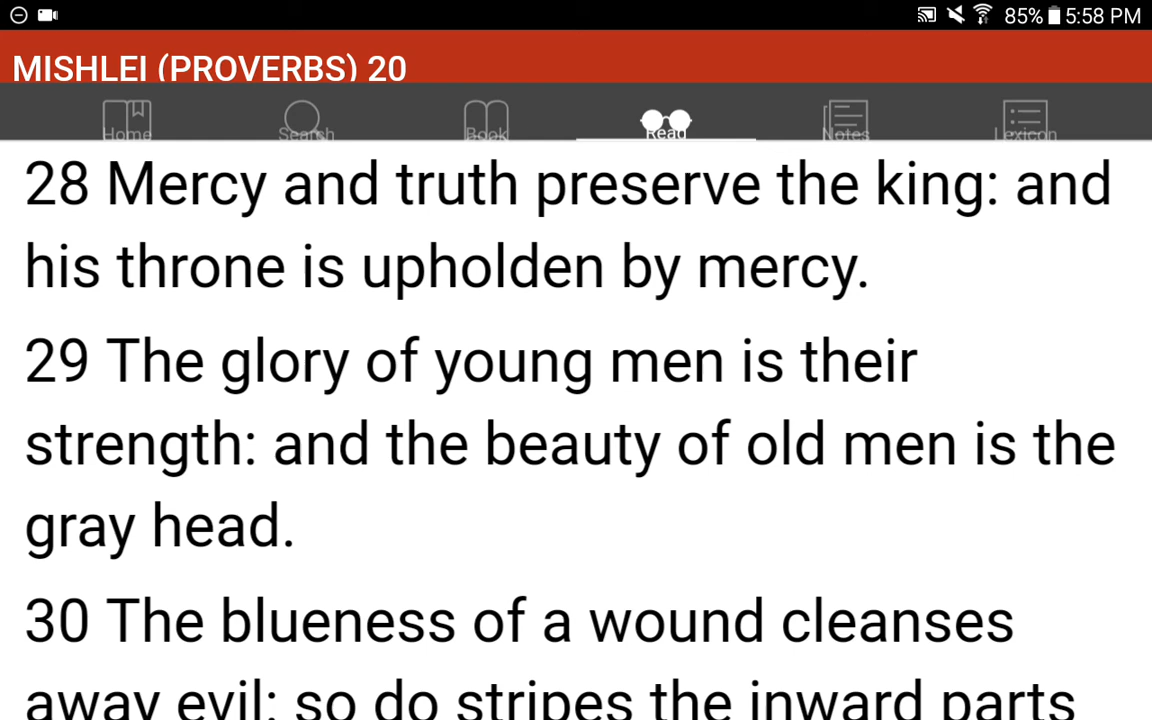 85% 5:58 PM
MISHLEI (PROVERBS) 20
Home Search Book Read Notes Lexicon
28 Mercy and truth preserve the king: and
his throne is upholden by mercy.
29 The glory of young men is their
strength: and the beauty of old men is the
gray head.
30 The blueness of a wound cleanses
away evil: so do stripes the inward parts